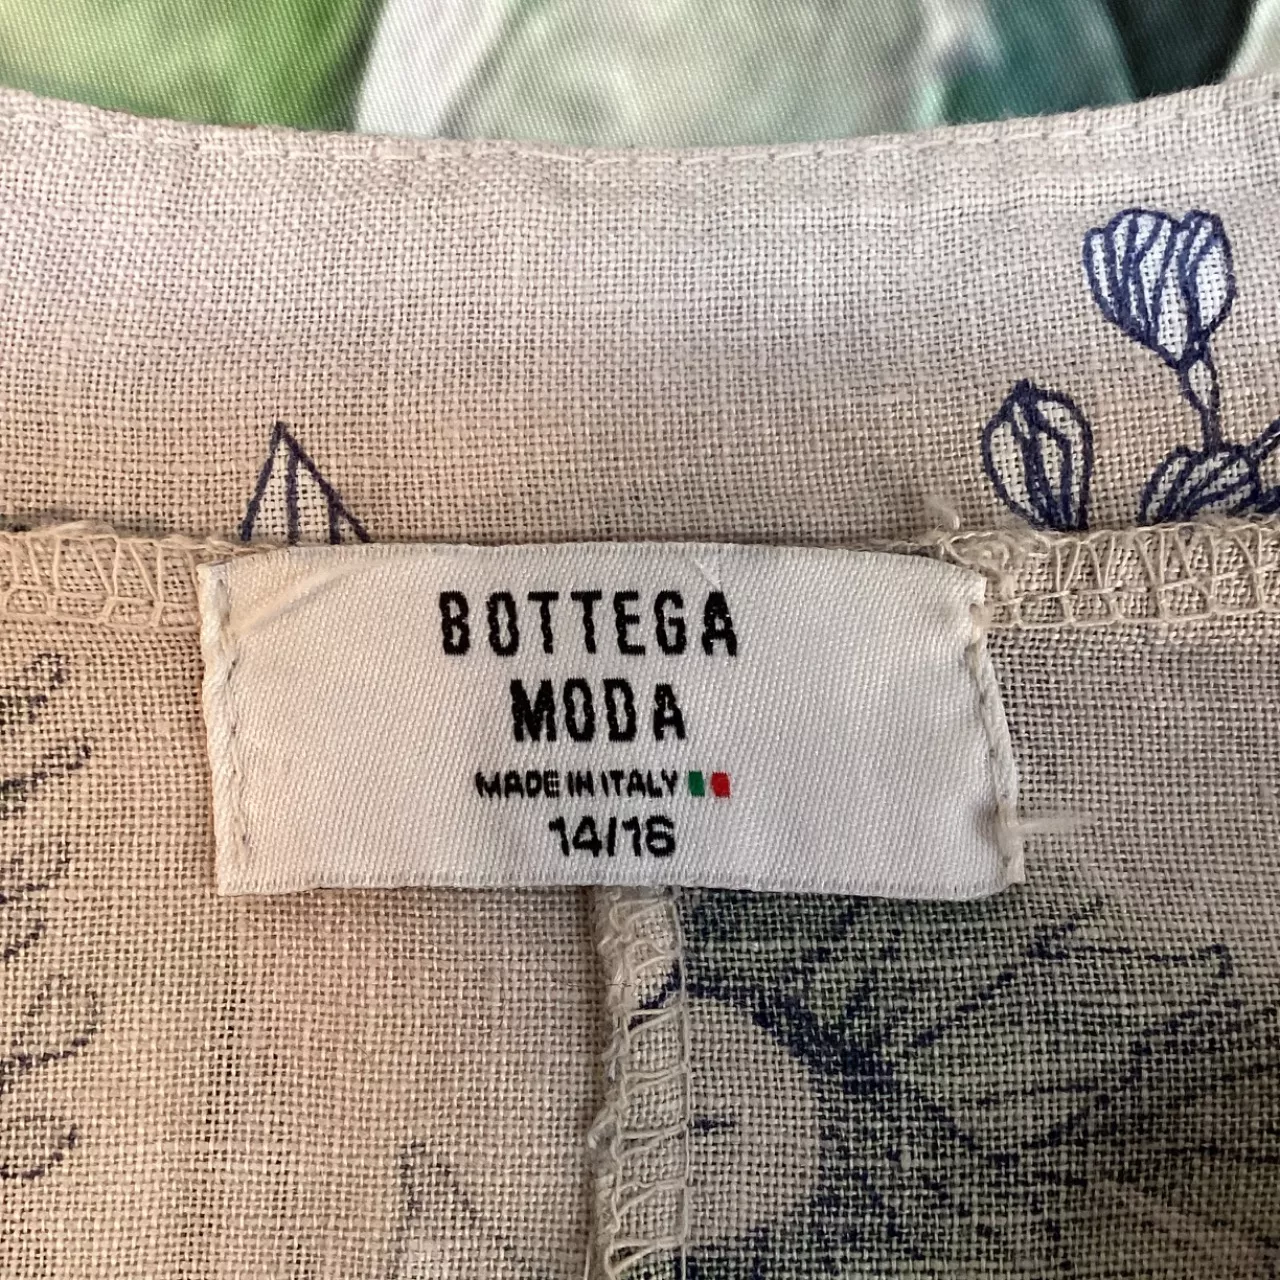 BOTTEGA
MODA
MADE IN ITALY
14/16